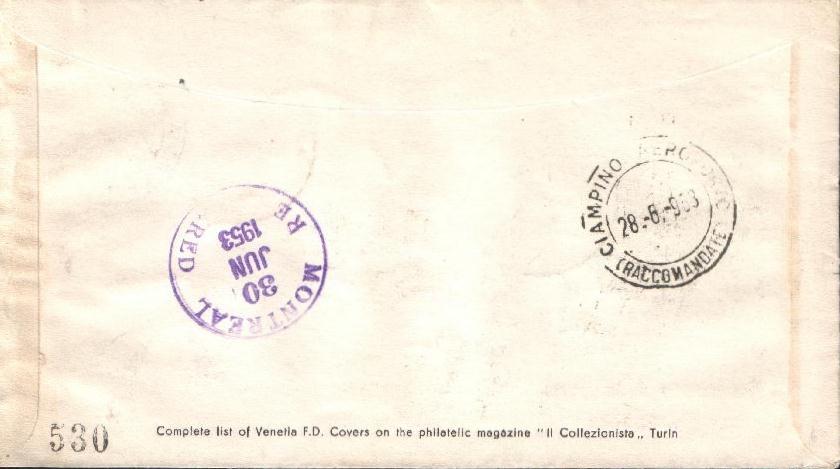 CIAMPINO AEROPORTO
28.-6.-953
(RACCOMANDATE)
MONTREAL
30
JUN
1953
RE RED
530 Complete list of Venetia F.D. Covers on the philatelic magazine "Il Collezionista„ Turin